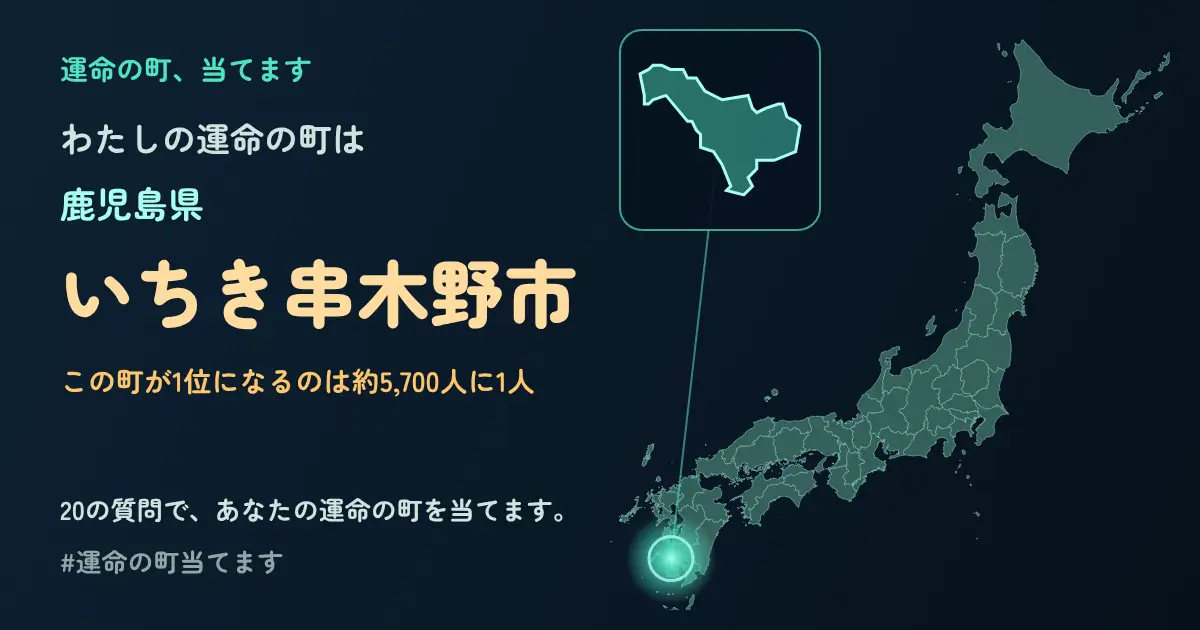 運命の町、当てます
わたしの運命の町は
鹿児島県
いちき串木野市
この町が1位になるのは約5,700人に1人
20の質問で、あなたの運命の町を当てます。
#運命の町当てます